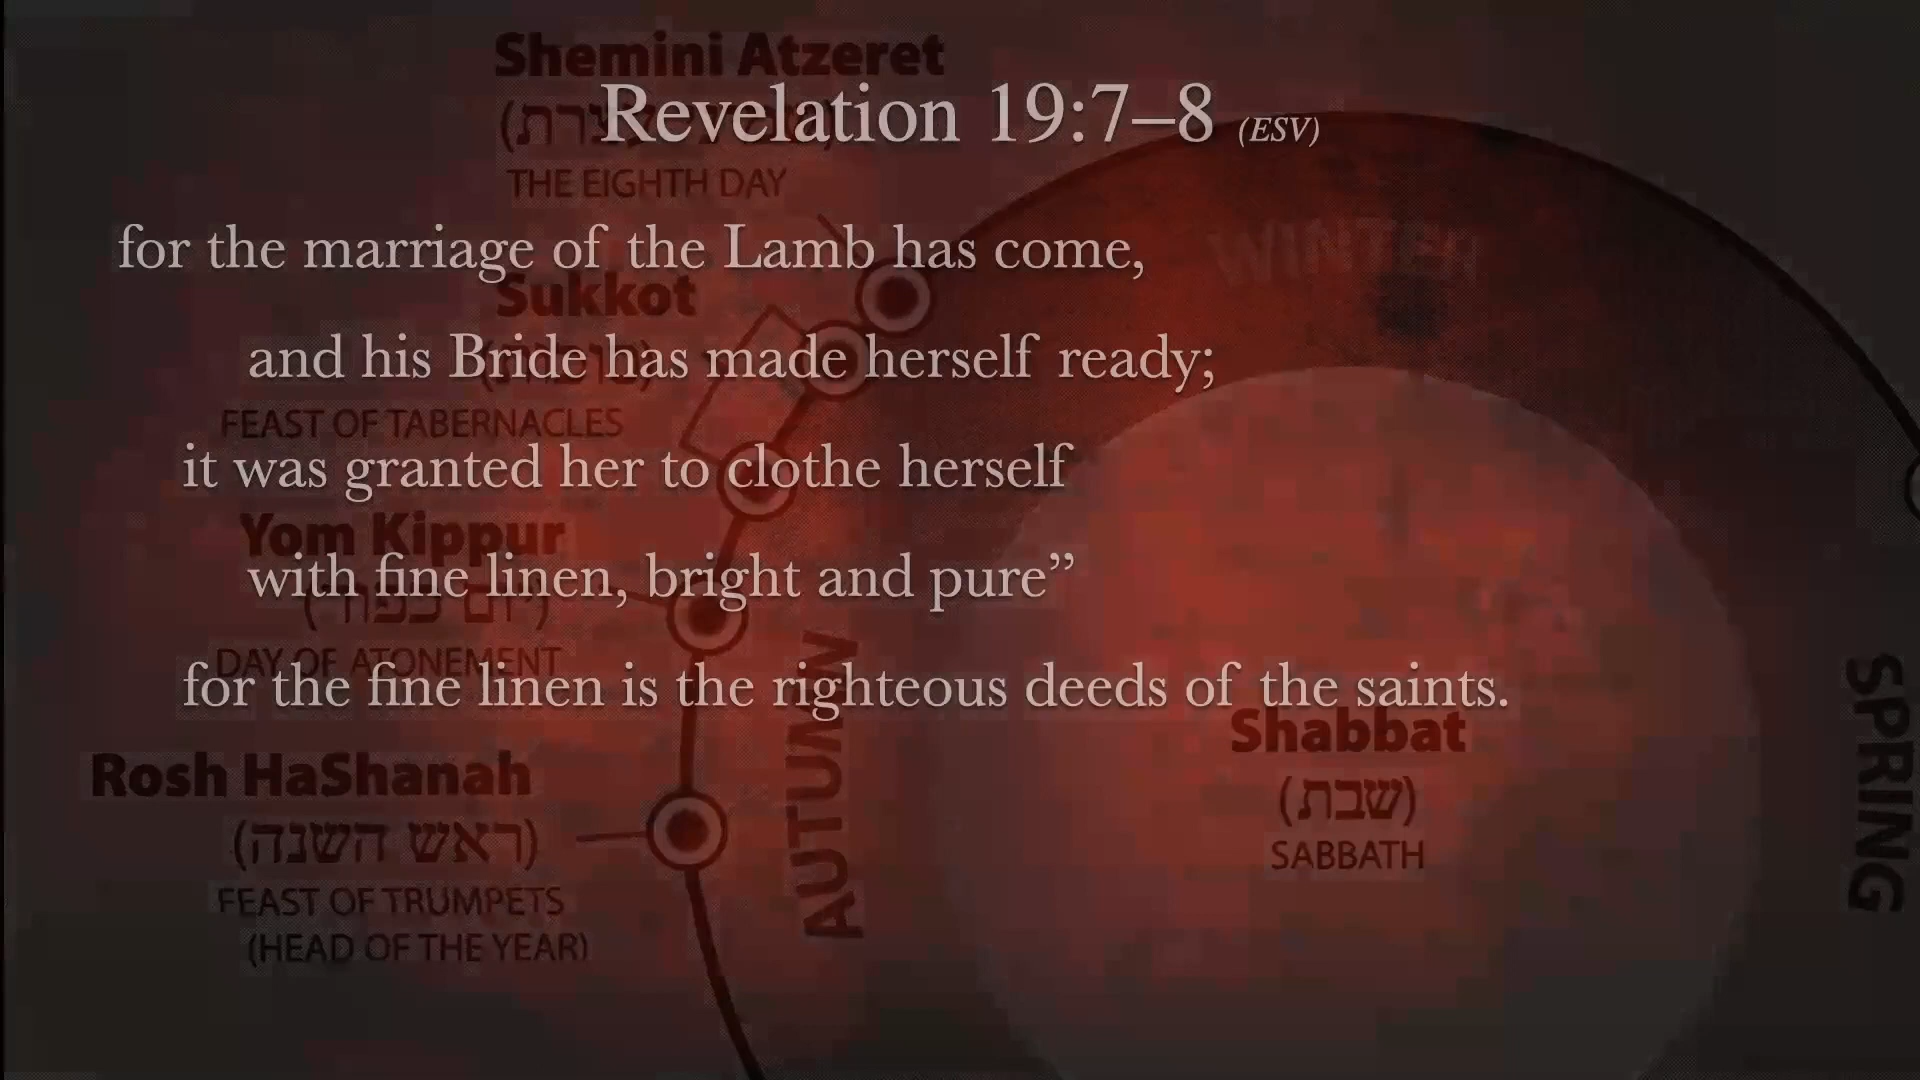 Shemini Atzeret
Revelation 19:7–8 (ESV)
THE EIGHTH DAY
for the marriage of the Lamb has come,
WINTER
Sukkot
and his Bride has made herself ready;
FEAST OF TABERNACLES
it was granted her to clothe herself
Yom Kippur
with fine linen, bright and pure”
(יום כפור)
DAY OF ATONEMENT
for the fine linen is the righteous deeds of the saints.
AUTUMN
SPRING
Shabbat
(שבת)
SABBATH
Rosh HaShanah
(ראש השנה)
FEAST OF TRUMPETS
(HEAD OF THE YEAR)